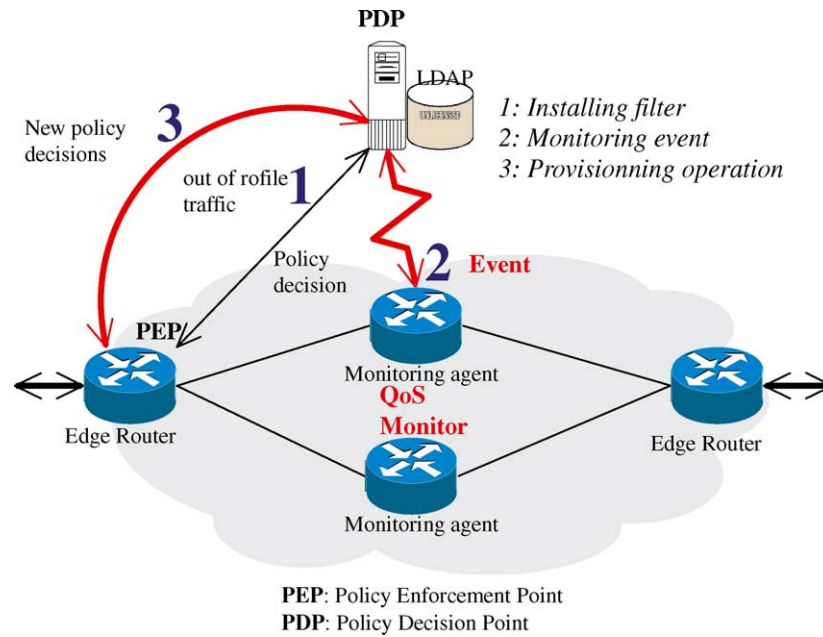 PDP
LDAP
UNLICENSED
1: Installing filter
2: Monitoring event
3: Provisionning operation
New policy
decisions
3
out of rofile
traffic
1
Policy
decision
2
Event
PEP
Monitoring agent
QoS
Monitor
Edge Router
Edge Router
Monitoring agent
PEP: Policy Enforcement Point
PDP: Policy Decision Point